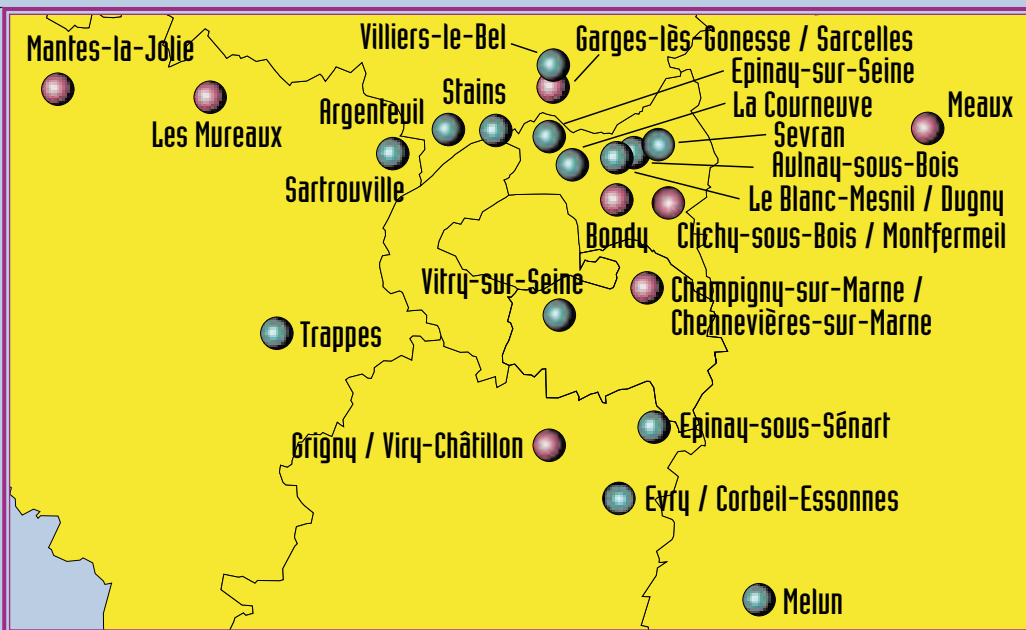 Villiers-le-Bel
Garges-lès-Gonesse / Sarcelles
Mantes-la-Jolie
Epinay-sur-Seine
Stains
La Courneuve
Meaux
Argenteuil
Les Mureaux
Sevran
Aulnay-sous-Bois
Sartrouville
Le Blanc-Mesnil / Dugny
Bondy
Clichy-sous-Bois / Montfermeil
Vitry-sur-Seine
Champigny-sur-Marne /
Chennevières-sur-Marne
Trappes
Epinay-sous-Sénart
Grigny / Viry-Châtillon
Evry / Corbeil-Essonnes
Melun